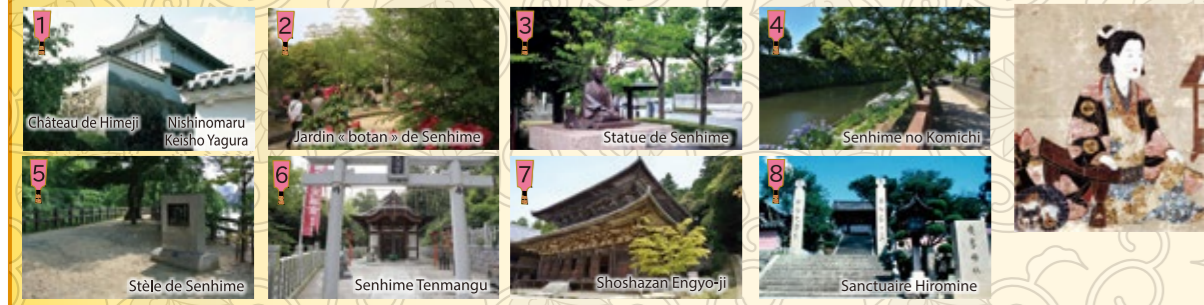 1
Château de Himeji
Nishinomaru
Keisho Yagura
2
Jardin « botan » de Senhime
3
Statue de Senhime
4
Senhime no Komichi
5
Stèle de Senhime
6
Senhime Tenmangu
7
Shoshazan Engyo-ji
8
Sanctuaire Hiromine